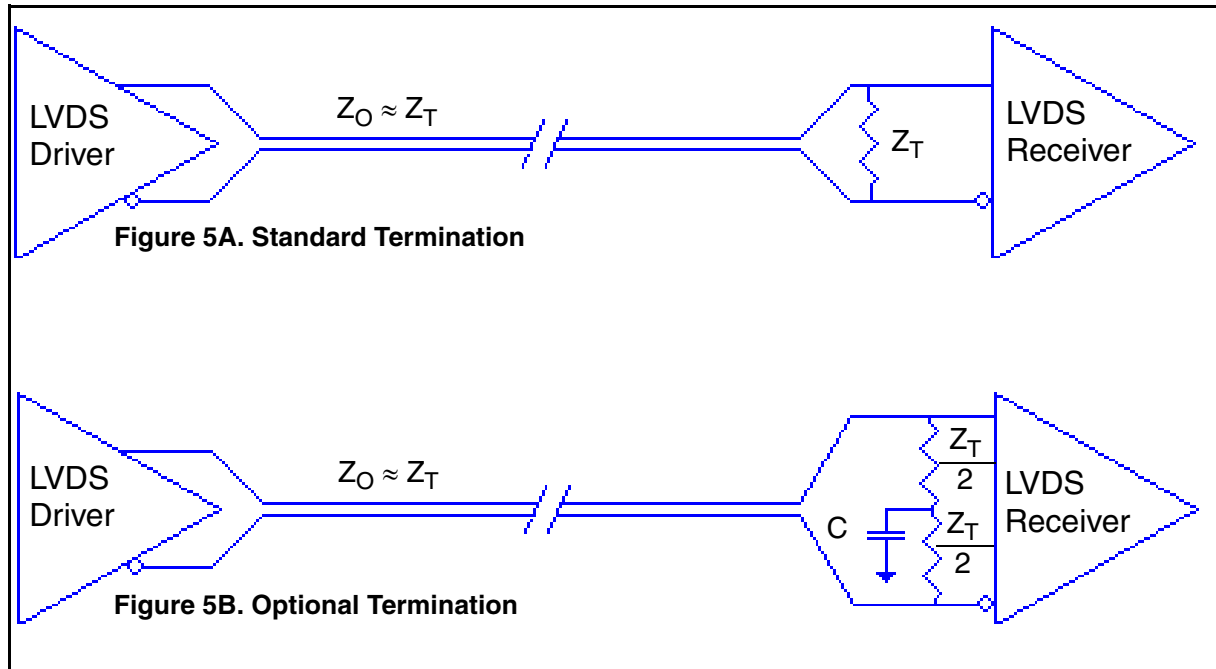 LVDS
Driver
Z_O ≈ Z_T
Z_T
LVDS
Receiver
Figure 5A. Standard Termination
LVDS
Driver
Z_O ≈ Z_T
C
Z_T
2
Z_T
2
LVDS
Receiver
Figure 5B. Optional Termination